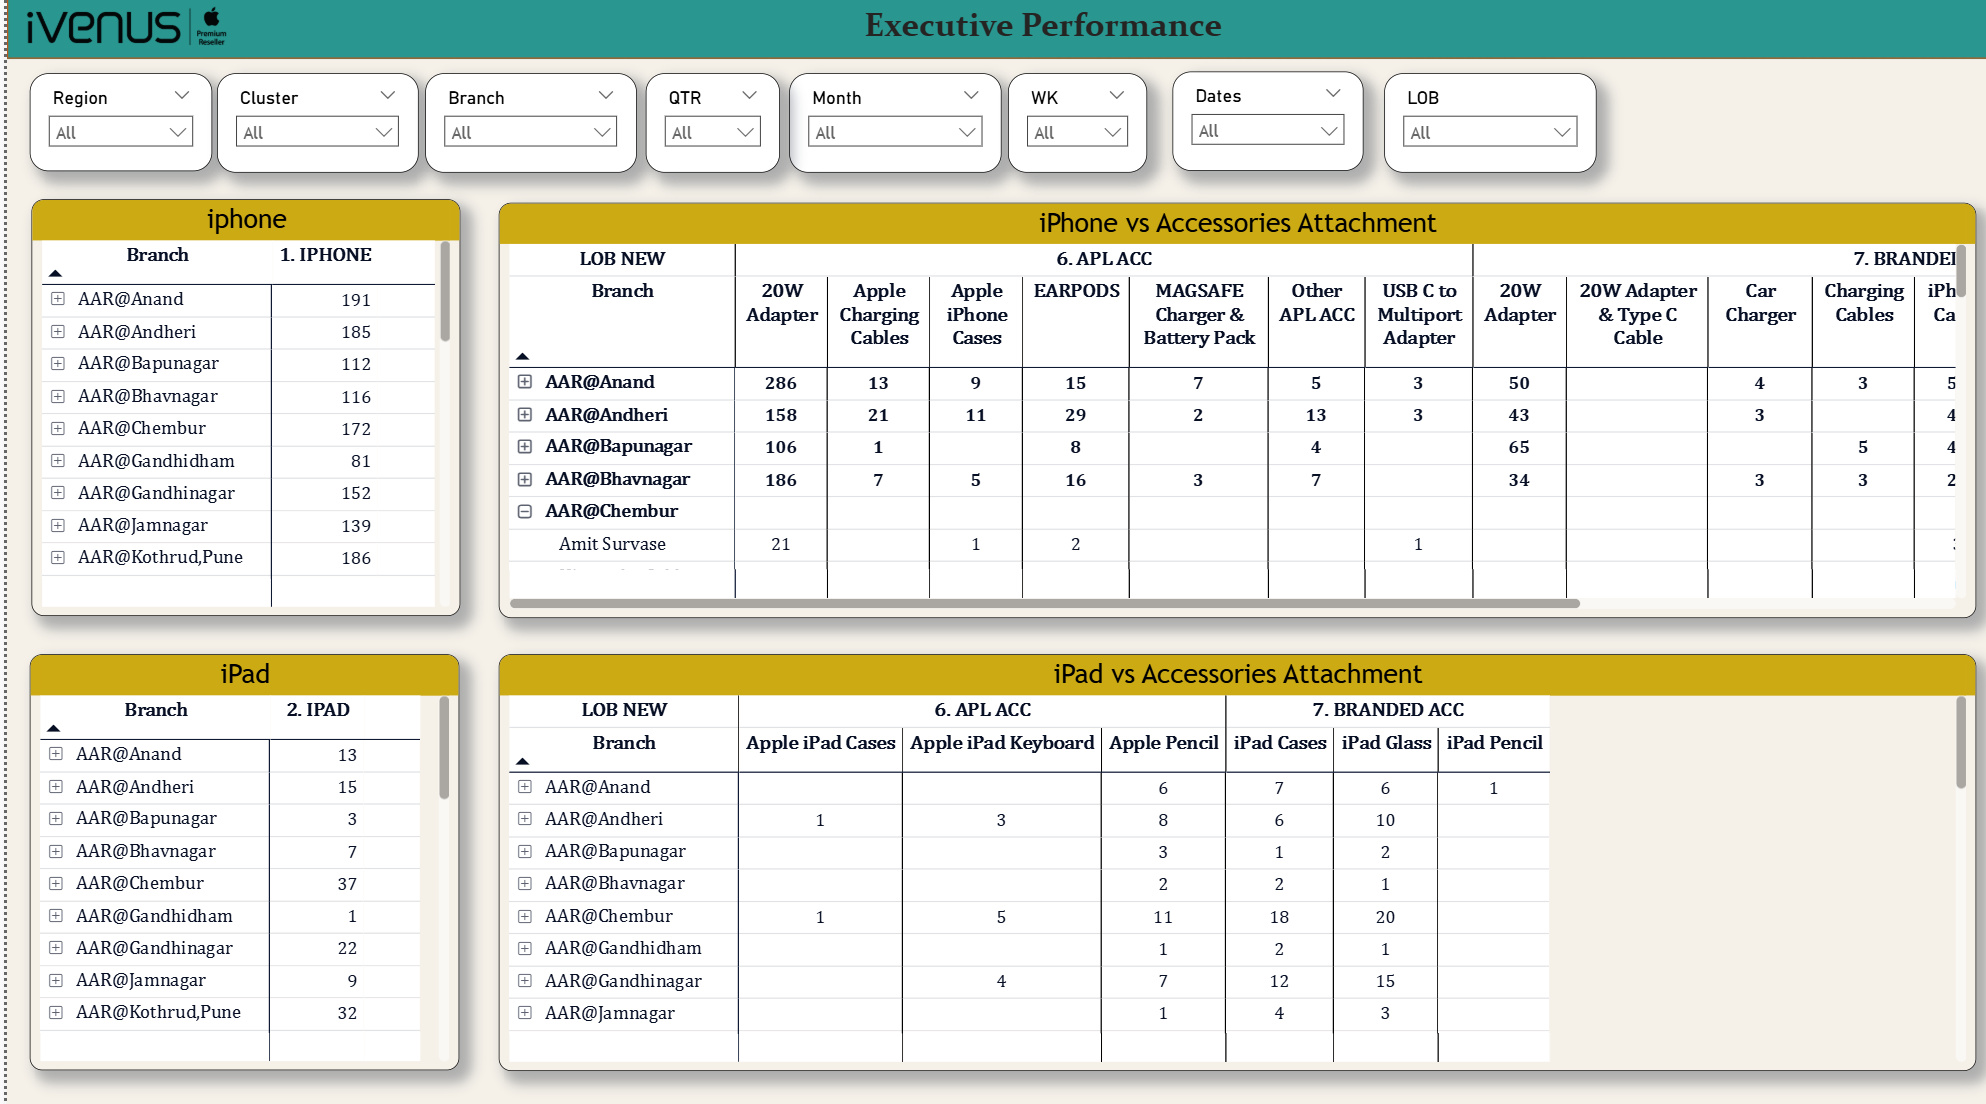 iVenus Premium Reseller
Executive Performance
Region Cluster Branch QTR Month WK Dates LOB
All All All All All All All All
iphone
Branch 1. IPHONE
AAR@Anand 191
AAR@Andheri 185
AAR@Bapunagar 112
AAR@Bhavnagar 116
AAR@Chembur 172
AAR@Gandhidham 81
AAR@Gandhinagar 152
AAR@Jamnagar 139
AAR@Kothrud,Pune 186
iPhone vs Accessories Attachment
LOB NEW 6. APL ACC 7. BRANDED
Branch 20W Adapter Apple Charging Cables Apple iPhone Cases EARPODS MAGSAFE Charger & Battery Pack Other APL ACC USB C to Multiport Adapter 20W Adapter 20W Adapter & Type C Cable Car Charger Charging Cables iPh Ca
AAR@Anand 286 13 9 15 7 5 3 50 4 3 5
AAR@Andheri 158 21 11 29 2 13 3 43 3 4
AAR@Bapunagar 106 1 8 4 65 5 4
AAR@Bhavnagar 186 7 5 16 3 7 34 3 3 2
AAR@Chembur
Amit Survase 21 1 2 1
iPad
Branch 2. IPAD
AAR@Anand 13
AAR@Andheri 15
AAR@Bapunagar 3
AAR@Bhavnagar 7
AAR@Chembur 37
AAR@Gandhidham 1
AAR@Gandhinagar 22
AAR@Jamnagar 9
AAR@Kothrud,Pune 32
iPad vs Accessories Attachment
LOB NEW 6. APL ACC 7. BRANDED ACC
Branch Apple iPad Cases Apple iPad Keyboard Apple Pencil iPad Cases iPad Glass iPad Pencil
AAR@Anand 6 7 6 1
AAR@Andheri 1 3 8 6 10
AAR@Bapunagar 3 1 2
AAR@Bhavnagar 2 2 1
AAR@Chembur 1 5 11 18 20
AAR@Gandhidham 1 2 1
AAR@Gandhinagar 4 7 12 15
AAR@Jamnagar 1 4 3